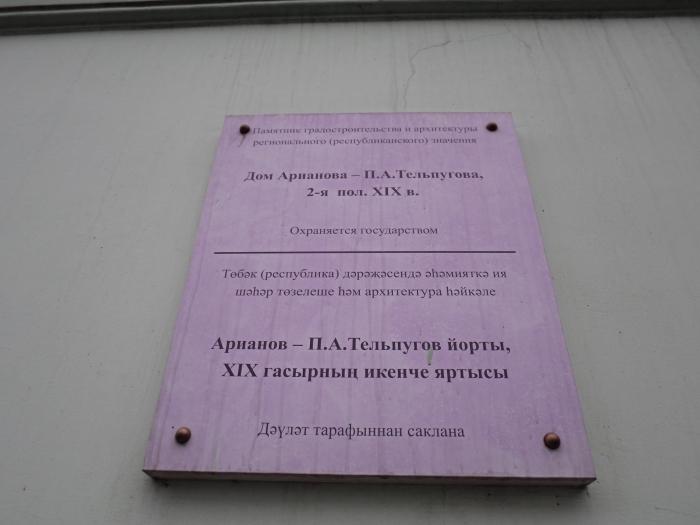 Памятник градостроительства и архитектуры
регионального (республиканского) значения
Дом Арианова – П.А.Тельпугова,
2-я пол. XIX в.
Охраняется государством
Төбәк (республика) дәрәҗәсендә әһәмияткә ия
шәһәр төзелеше һәм архитектура һәйкәле
Арианов – П.А.Тельпугов йорты,
XIX гасырның икенче яртысы
Дәүләт тарафыннан саклана